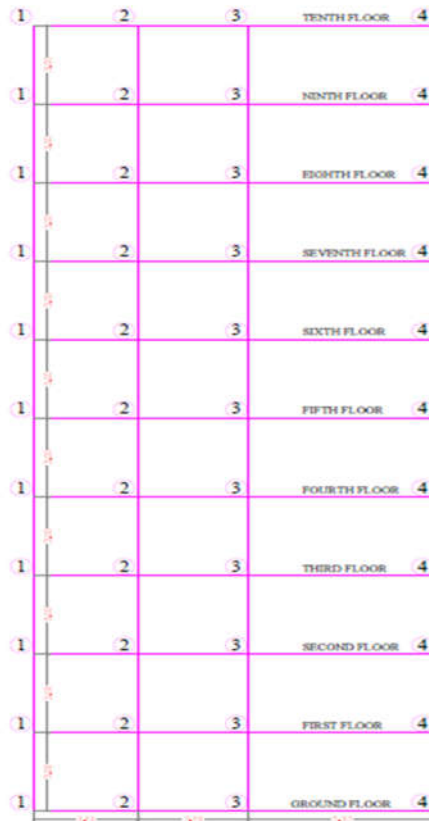 1 2 3 TENTH FLOOR 4
1 2 3 NINTH FLOOR 4
1 2 3 EIGHTH FLOOR 4
1 2 3 SEVENTH FLOOR 4
1 2 3 SIXTH FLOOR 4
1 2 3 FIFTH FLOOR 4
1 2 3 FOURTH FLOOR 4
1 2 3 THIRD FLOOR 4
1 2 3 SECOND FLOOR 4
1 2 3 FIRST FLOOR 4
1 2 3 GROUND FLOOR 4